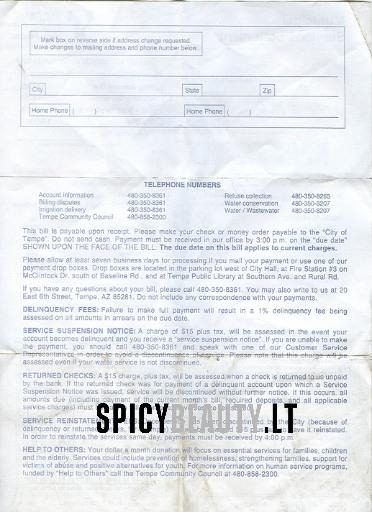 Mark box on reverse side if address change requested.
Make changes to mailing address and phone number below.
City
State
Zip
Home Phone ( )
Home Phone ( )
TELEPHONE NUMBERS
Account information 480-350-8361
Billing disputes 480-350-8361
Irrigation delivery 480-350-8361
Tempe Community Council 480-858-2300
Refuse collection 480-350-8265
Water conservation 480-350-8207
Water / Wastewater 480-350-8207
This bill is payable upon receipt. Please make your check or money order payable to the "City of
Tempe". Do not send cash. Payment must be received in our office by 3:00 p.m. on the "due date"
SHOWN UPON THE FACE OF THE BILL. The due date on this bill applies to current charges.
Please allow at least seven business days for processing if you mail your payment or use one of our
payment drop boxes. Drop boxes are located in the parking lot west of City Hall, at Fire Station #3 on
McClintock Dr. south of Baseline Rd. and at Tempe Public Library at Southern Ave. and Rural Rd.
If you have any questions about your bill, please call 480-350-8361. You may also write to us at 20
East 6th Street, Tempe, AZ 85281. Do not include any correspondence with your payments.
DELINQUENCY FEES: Failure to make full payment will result in a 1% delinquency fee being
assessed on all amounts in arrears on the due date.
SERVICE SUSPENSION NOTICE: A charge of $15 plus tax, will be assessed in the event your
account becomes delinquent and you receive a "service suspension notice". If you are unable to make
the payment, you should call 480-350-8361 and speak with one of our Customer Service
Representatives in order to avoid a discontinuance of service. Please note that this charge will be
assessed even if your water service is not discontinued.
RETURNED CHECKS: A $15 charge, plus tax, will be assessed when a check is returned to us unpaid
by the bank. If the returned check was for payment of a delinquent account upon which a Service
Suspension Notice was issued, service will be discontinued without further notice. If this occurs, all
amounts due (including payment of the current month's bill) and all applicable
service charges) must
SPICYBEAUTY.LT
SERVICE REINSTATE the City (because of
delinquency or return have it reinstated.
In order to reinstate the services same day, payments must be received by 4:00 p.m.
HELP TO OTHERS: Your dollar a month donation will focus on essential services for families, children
and the elderly. Services could include prevention of homelessness, strengthening families, support for
victims of abuse and positive alternatives for youth. For more information on human service programs,
funded by "Help to Others" call the Tempe Community Council at 480-858-2300.